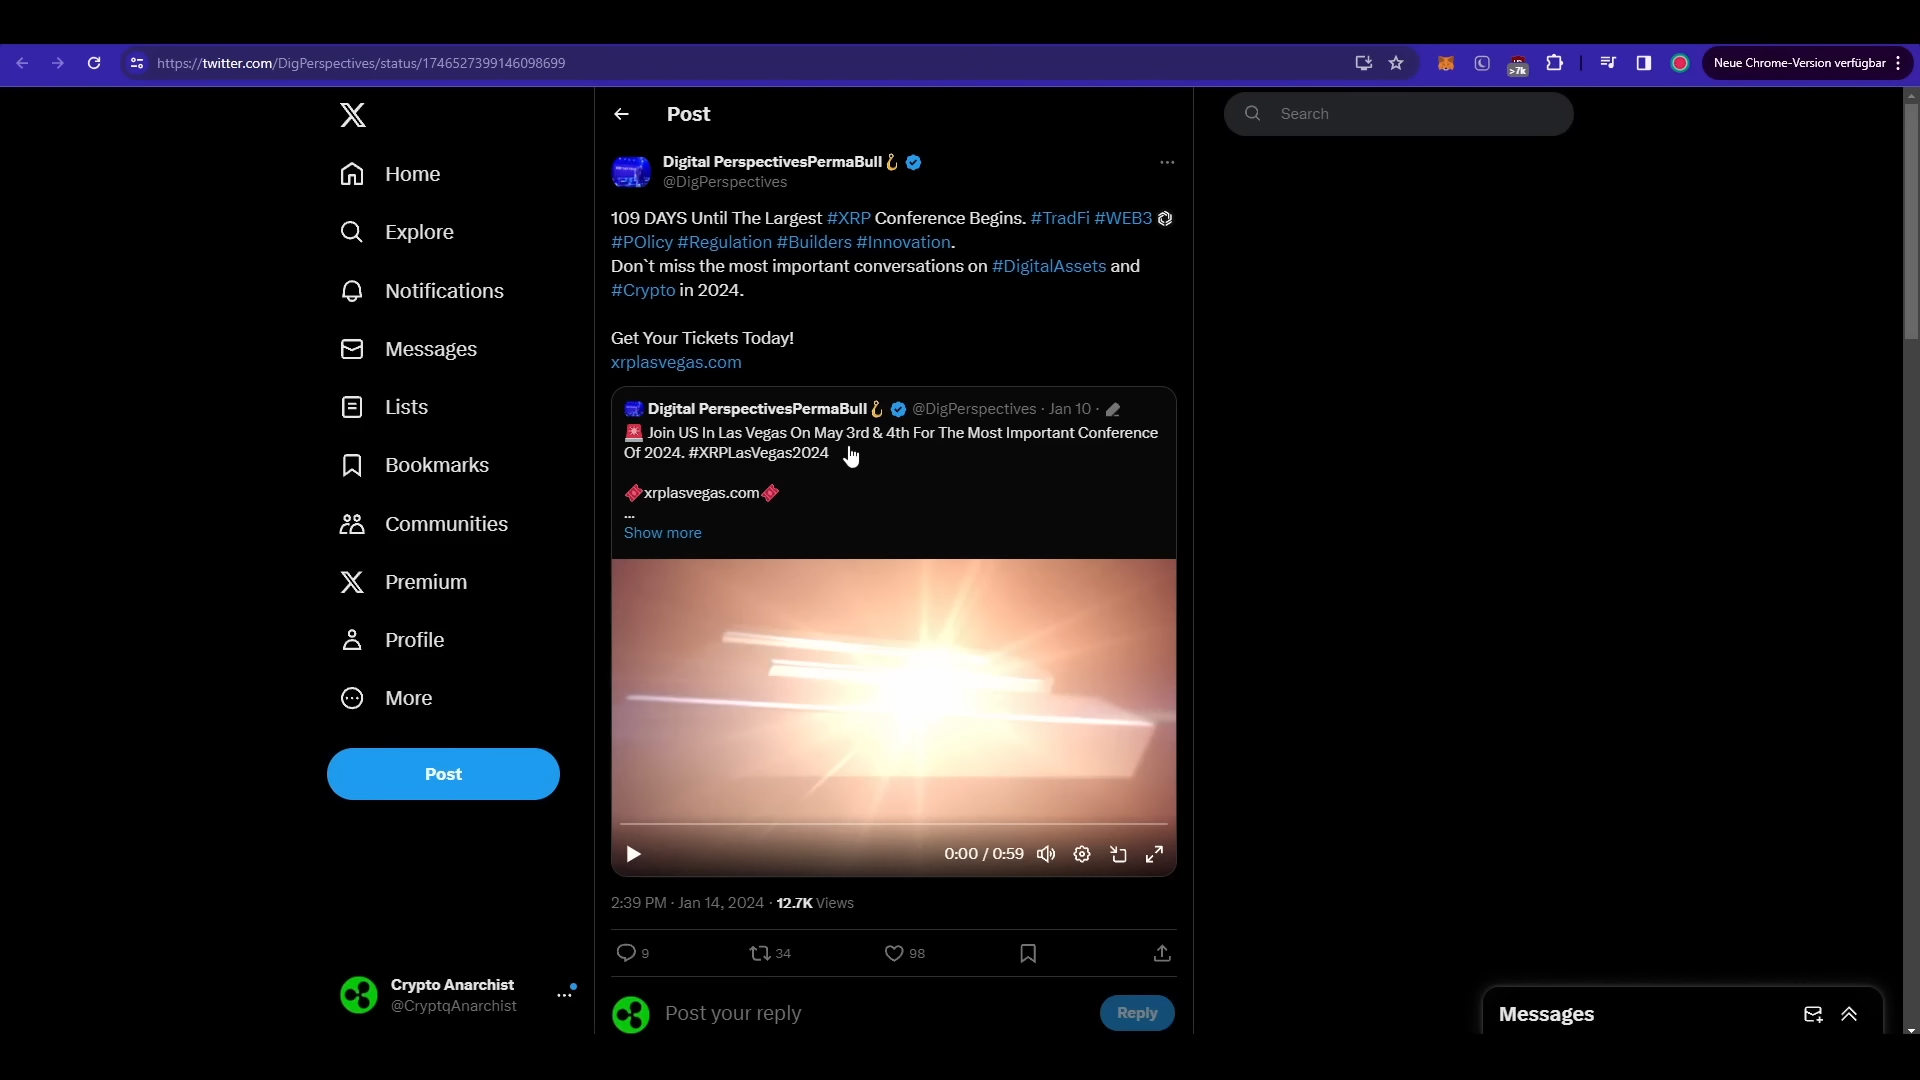 https://twitter.com/DigPerspectives/status/1746527399146098699
>7k
Neue Chrome-Version verfügbar
Home
Explore
Notifications
Messages
Lists
Bookmarks
Communities
Premium
Profile
More
Post
Crypto Anarchist
@CryptqAnarchist
Post
Digital PerspectivesPermaBull
@DigPerspectives
109 DAYS Until The Largest #XRP Conference Begins. #TradFi #WEB3
#POlicy #Regulation #Builders #Innovation.
Don`t miss the most important conversations on #DigitalAssets and
#Crypto in 2024.
Get Your Tickets Today!
xrplasvegas.com
Digital PerspectivesPermaBull @DigPerspectives · Jan 10 ·
Join US In Las Vegas On May 3rd & 4th For The Most Important Conference
Of 2024. #XRPLasVegas2024
xrplasvegas.com
...
Show more
0:00 / 0:59
2:39 PM · Jan 14, 2024 · 12.7K Views
9 34 98
Post your reply
Reply
Search
Messages